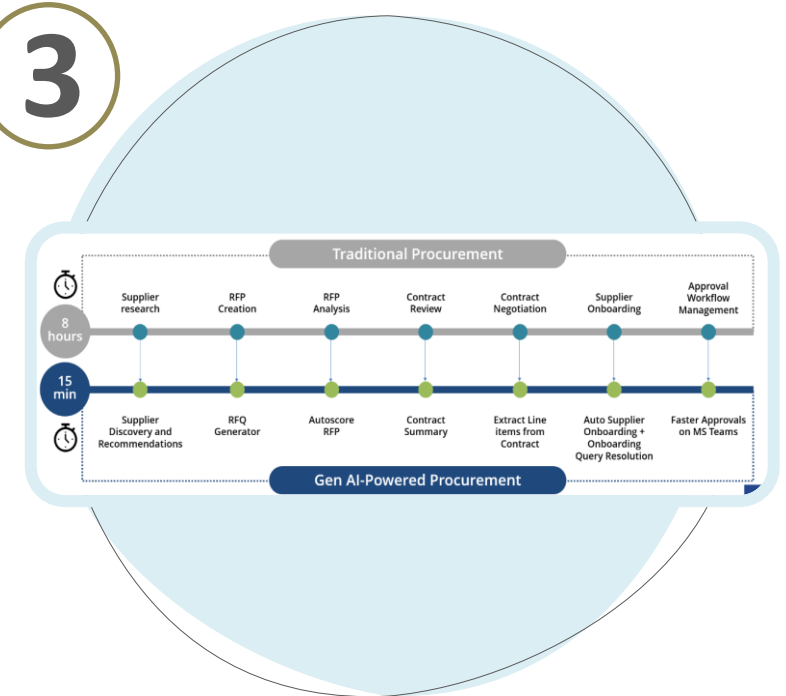 3
Traditional Procurement
8
hours
Supplier
research
RFP
Creation
RFP
Analysis
Contract
Review
Contract
Negotiation
Supplier
Onboarding
Approval
Workflow
Management
15
min
Supplier
Discovery and
Recommendations
RFQ
Generator
Autoscore
RFP
Contract
Summary
Extract Line
items from
Contract
Auto Supplier
Onboarding +
Onboarding
Query Resolution
Faster Approvals
on MS Teams
Gen AI-Powered Procurement